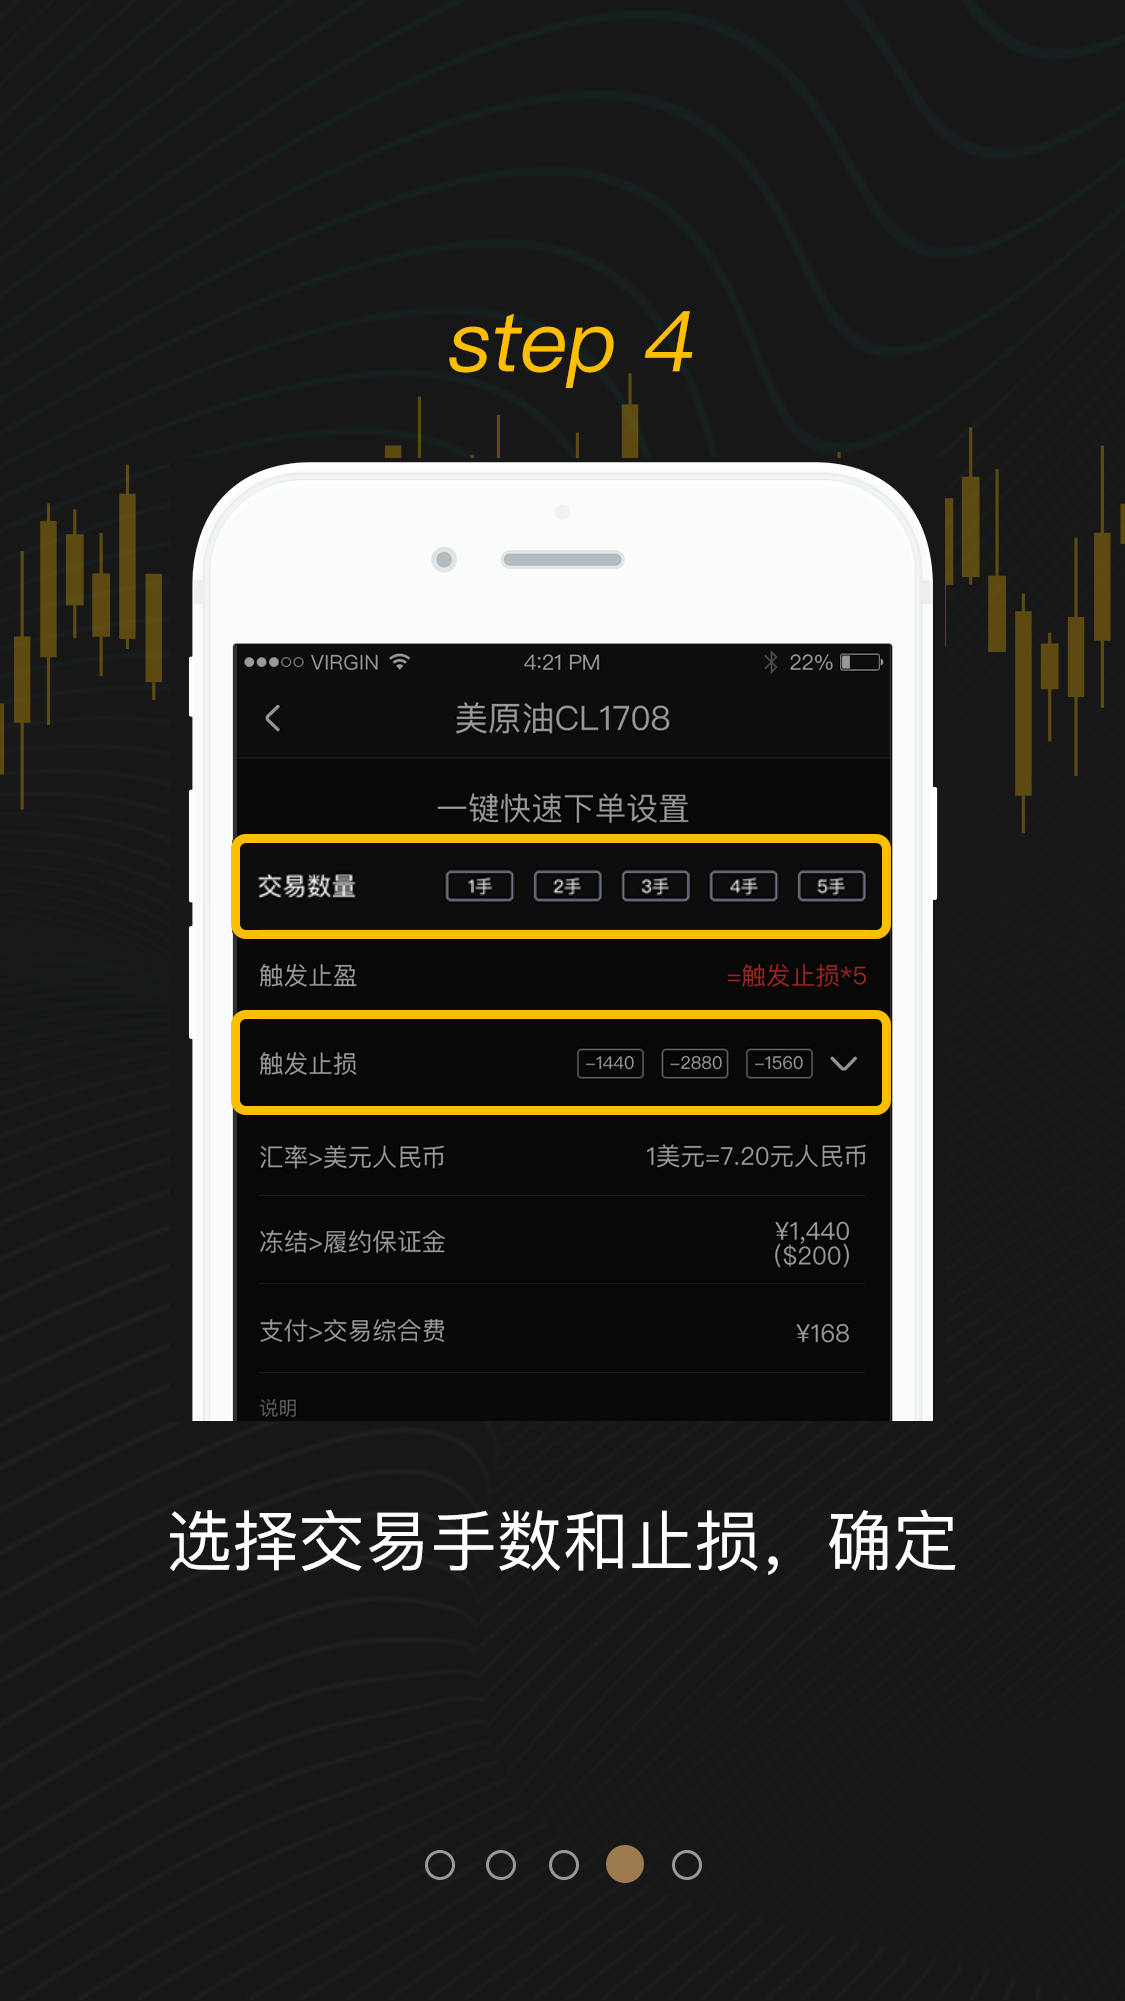 step 4
VIRGIN 4:21 PM 22%
美原油CL1708
一键快速下单设置
交易数量 1手 2手 3手 4手 5手
触发止盈 =触发止损*5
触发止损 -1440 -2880 -1560
汇率>美元人民币 1美元=7.20元人民币
冻结>履约保证金 ¥1,440
($200)
支付>交易综合费 ¥168
说明
选择交易手数和止损，确定